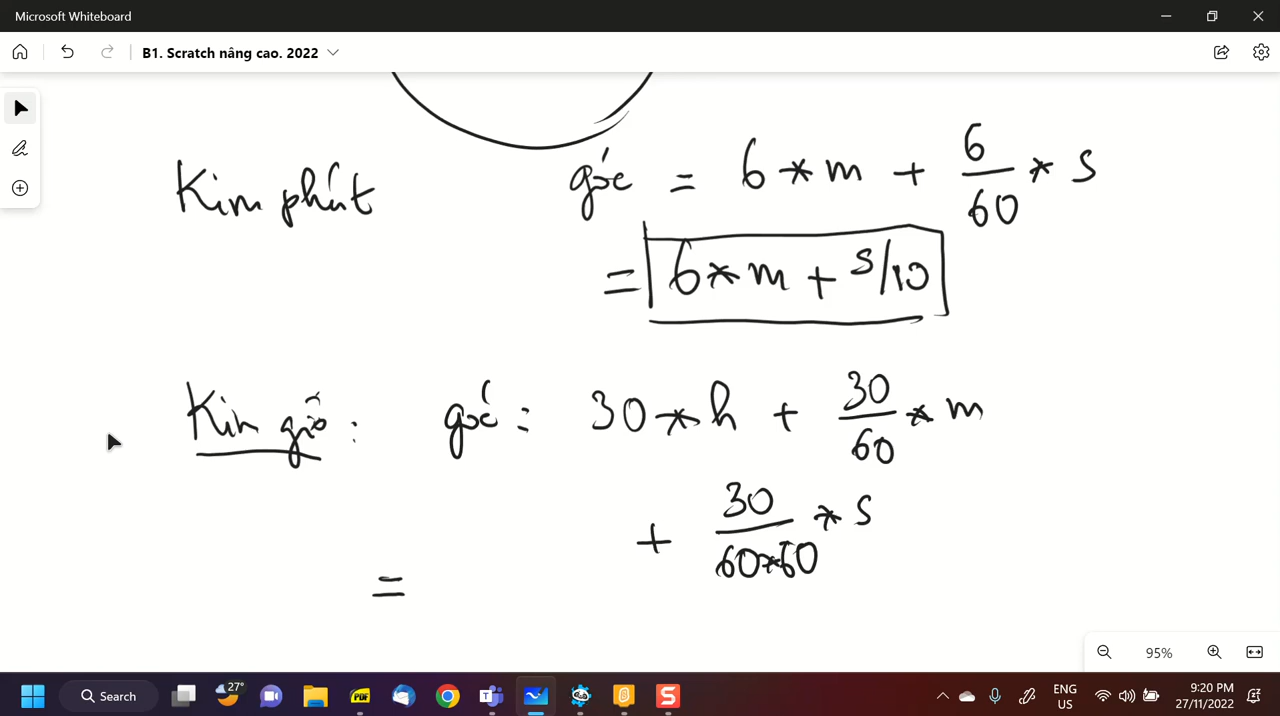 Microsoft Whiteboard
B1. Scratch nâng cao. 2022
Kim phút góc = 6 * m + 6/60 * s
= 6 * m + s/10
Kim giờ: góc = 30 * h + 30/60 * m
+ 30/60*60 * s
=
95%
27°
Search
PDF
ENG
US
9:20 PM
27/11/2022